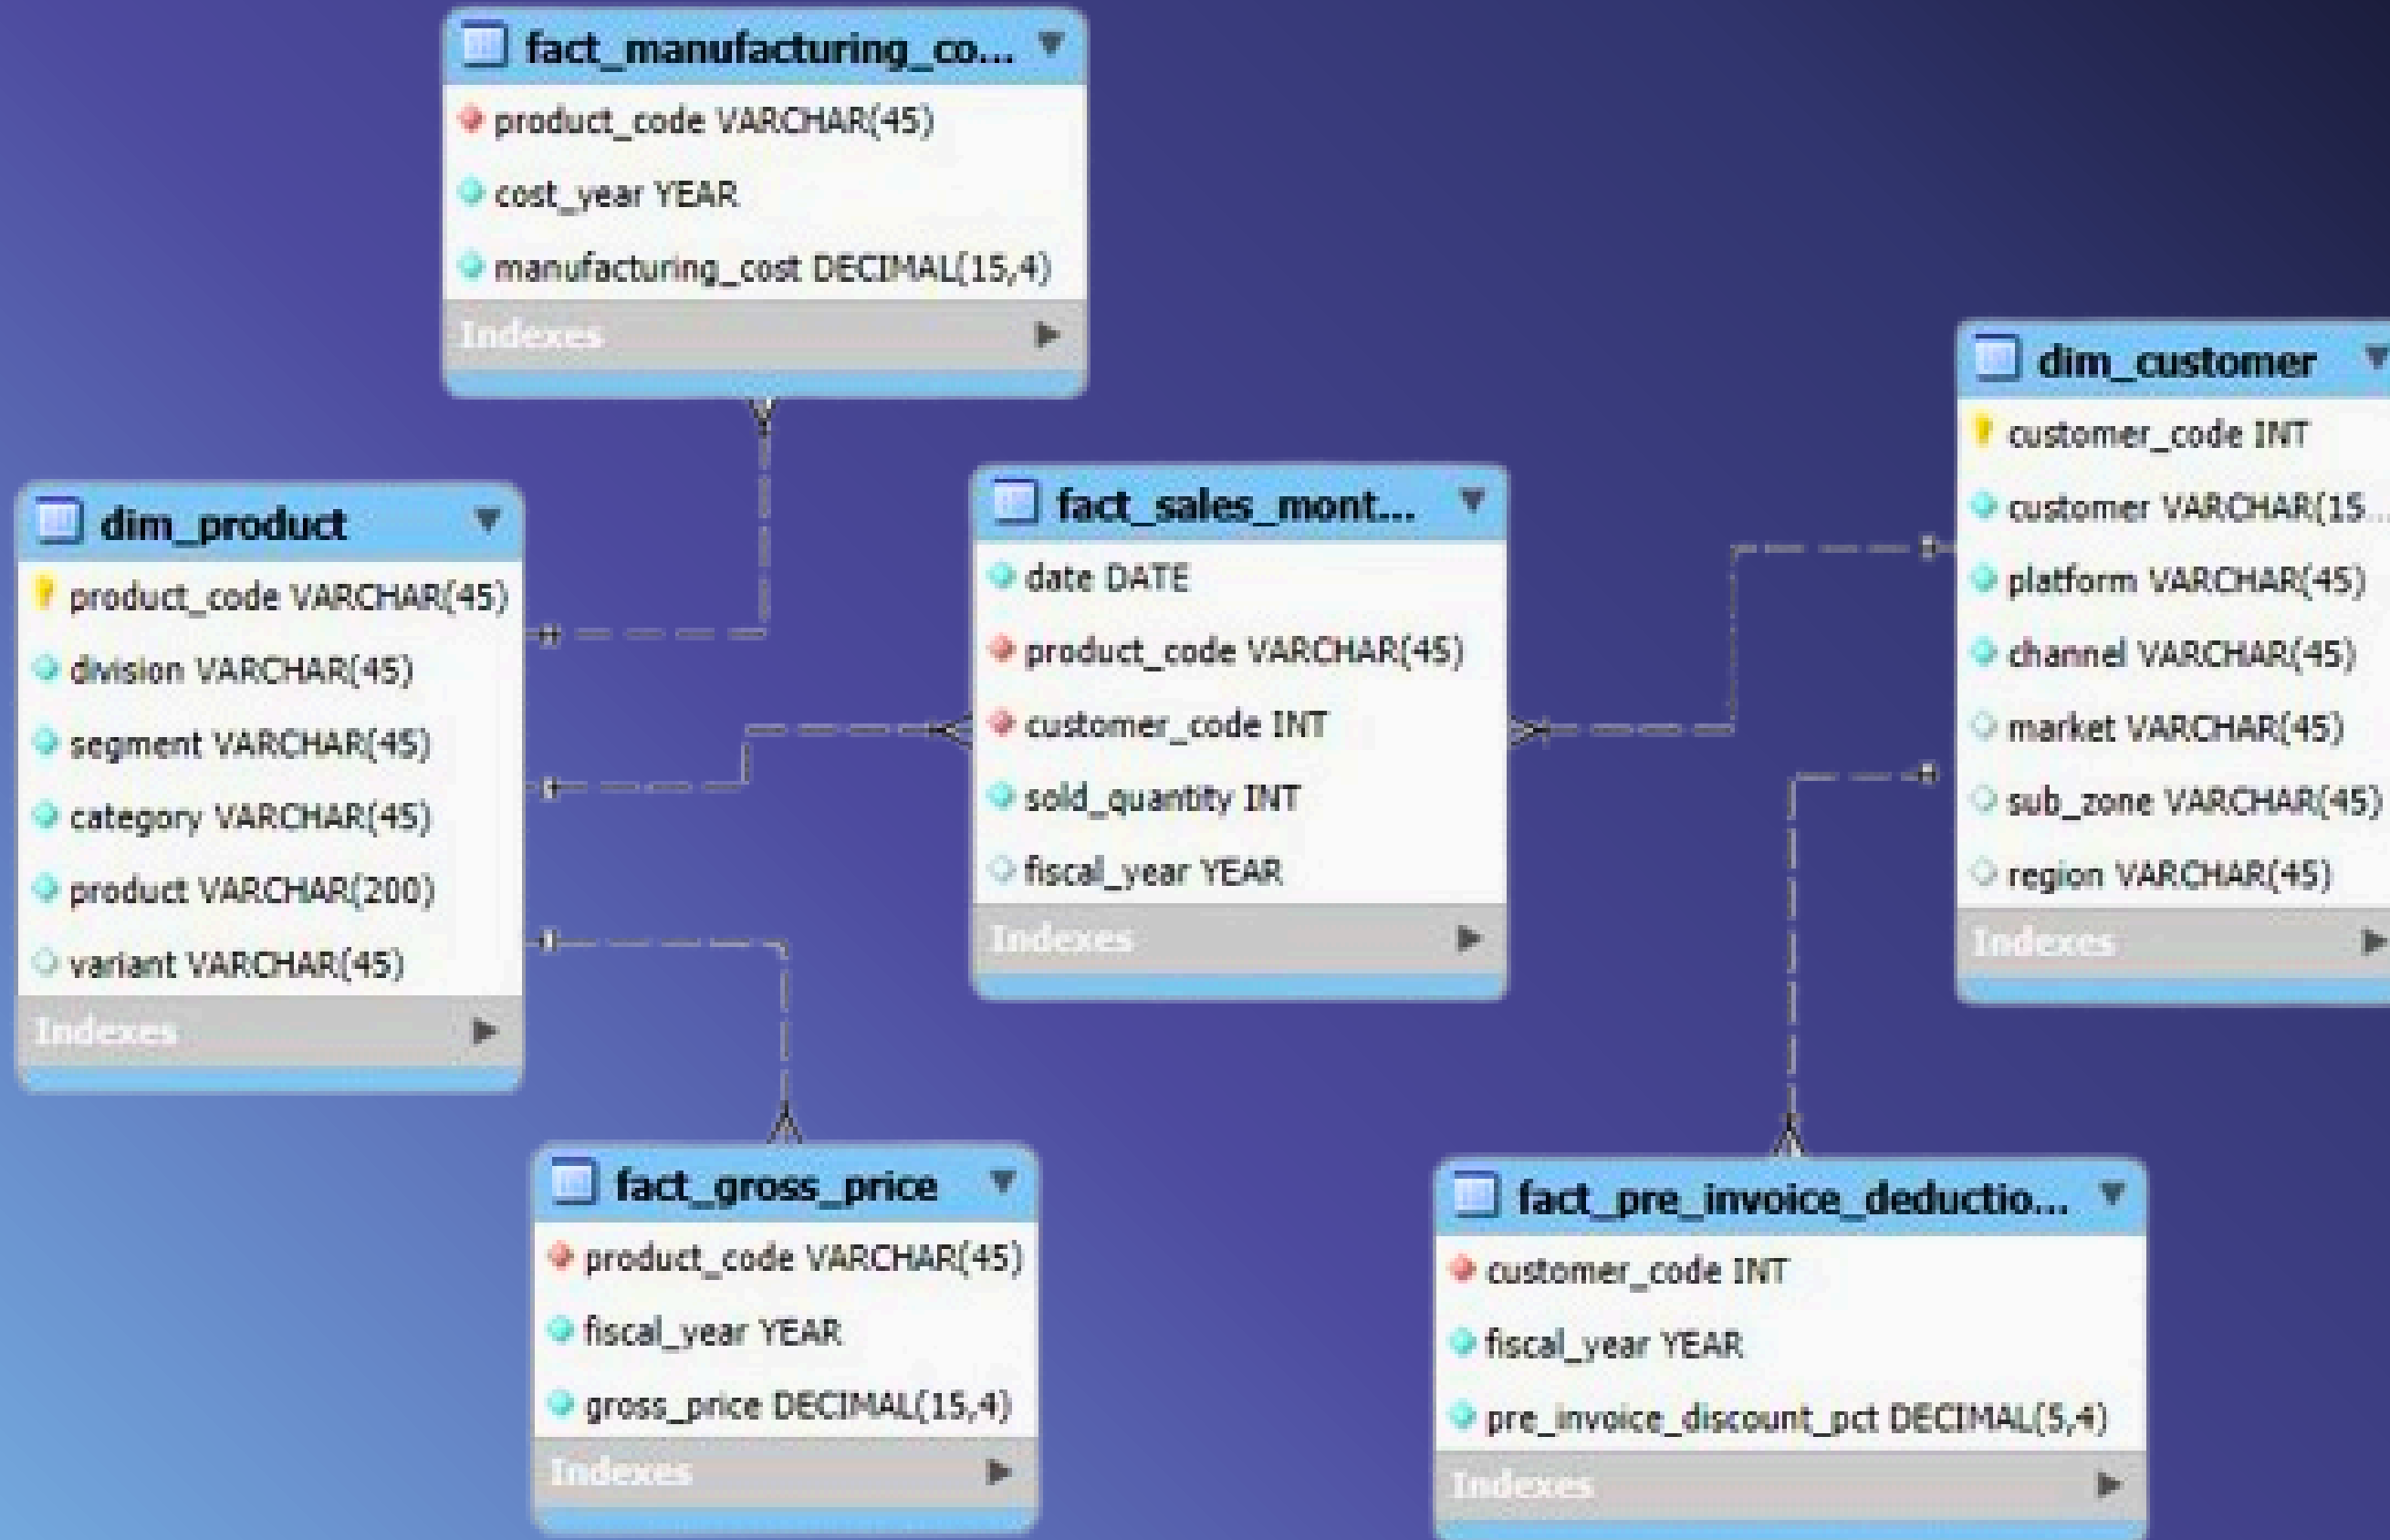 fact_manufacturing_co...
product_code VARCHAR(45)
cost_year YEAR
manufacturing_cost DECIMAL(15,4)
Indexes
dim_product
product_code VARCHAR(45)
division VARCHAR(45)
segment VARCHAR(45)
category VARCHAR(45)
product VARCHAR(200)
variant VARCHAR(45)
Indexes
fact_sales_mont...
date DATE
product_code VARCHAR(45)
customer_code INT
sold_quantity INT
fiscal_year YEAR
Indexes
dim_customer
customer_code INT
customer VARCHAR(15...
platform VARCHAR(45)
channel VARCHAR(45)
market VARCHAR(45)
sub_zone VARCHAR(45)
region VARCHAR(45)
Indexes
fact_gross_price
product_code VARCHAR(45)
fiscal_year YEAR
gross_price DECIMAL(15,4)
Indexes
fact_pre_invoice_deductio...
customer_code INT
fiscal_year YEAR
pre_invoice_discount_pct DECIMAL(5,4)
Indexes